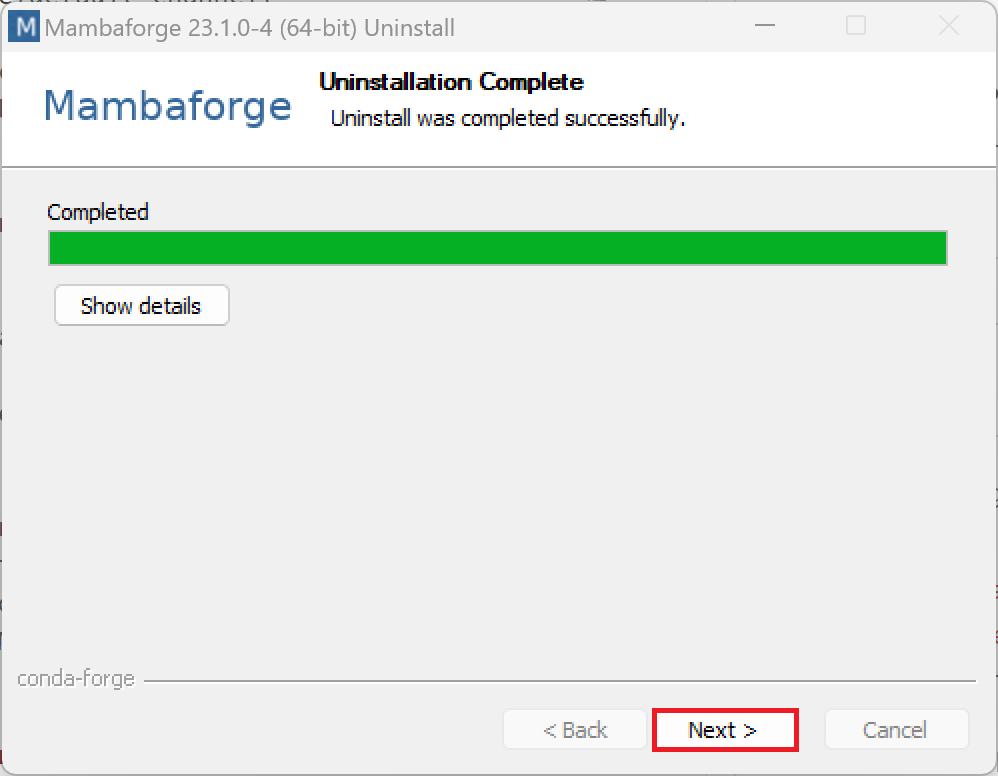 M Mambaforge 23.1.0-4 (64-bit) Uninstall
Mambaforge
Uninstallation Complete
Uninstall was completed successfully.
Completed
Show details
conda-forge
< Back
Next >
Cancel